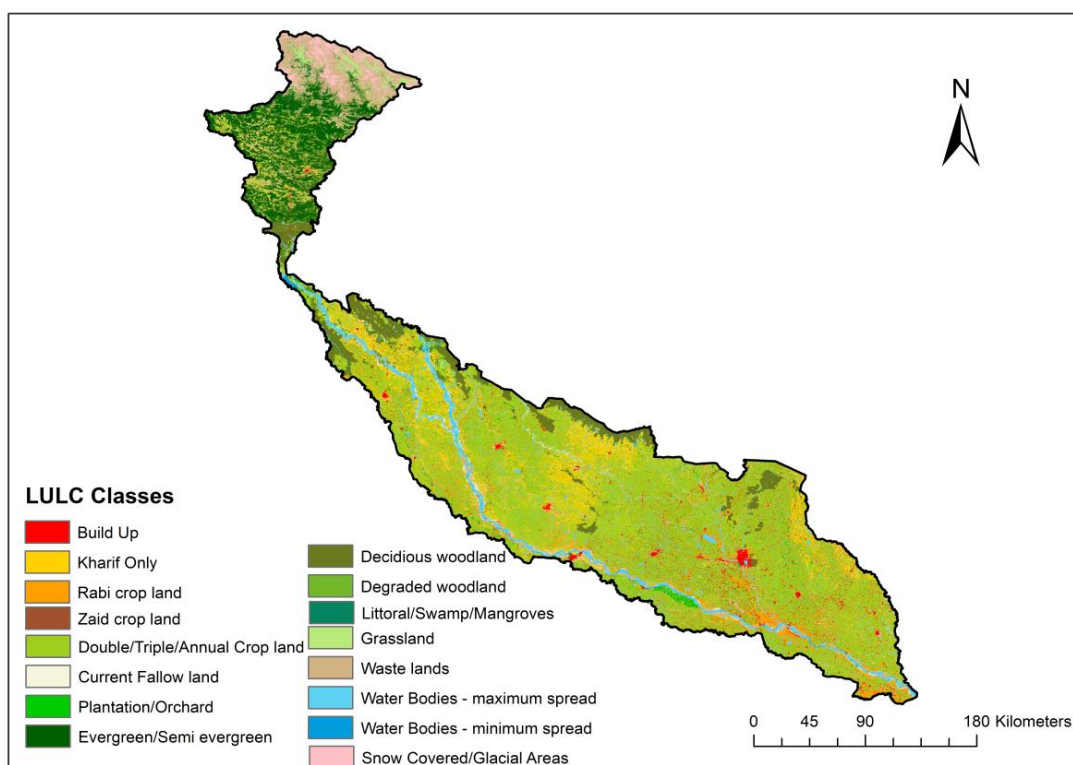 N
LULC Classes
Build Up
Kharif Only
Rabi crop land
Zaid crop land
Double/Triple/Annual Crop land
Current Fallow land
Plantation/Orchard
Evergreen/Semi evergreen
Decidious woodland
Degraded woodland
Littoral/Swamp/Mangroves
Grassland
Waste lands
Water Bodies - maximum spread
Water Bodies - minimum spread
Snow Covered/Glacial Areas
0 45 90 180 Kilometers